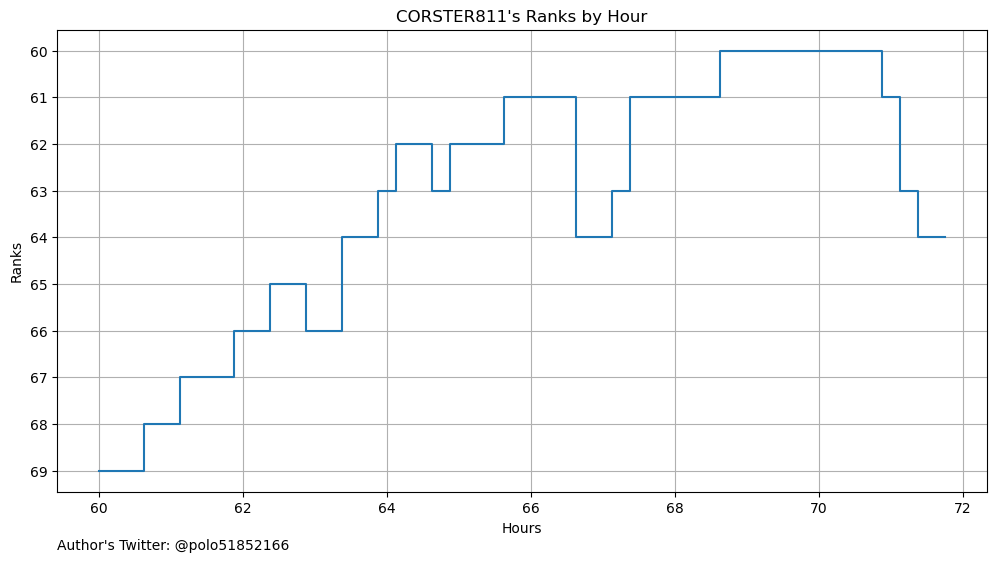 CORSTER811's Ranks by Hour
Ranks
60
61
62
63
64
65
66
67
68
69
60 62 64 66 68 70 72
Hours
Author's Twitter: @polo51852166